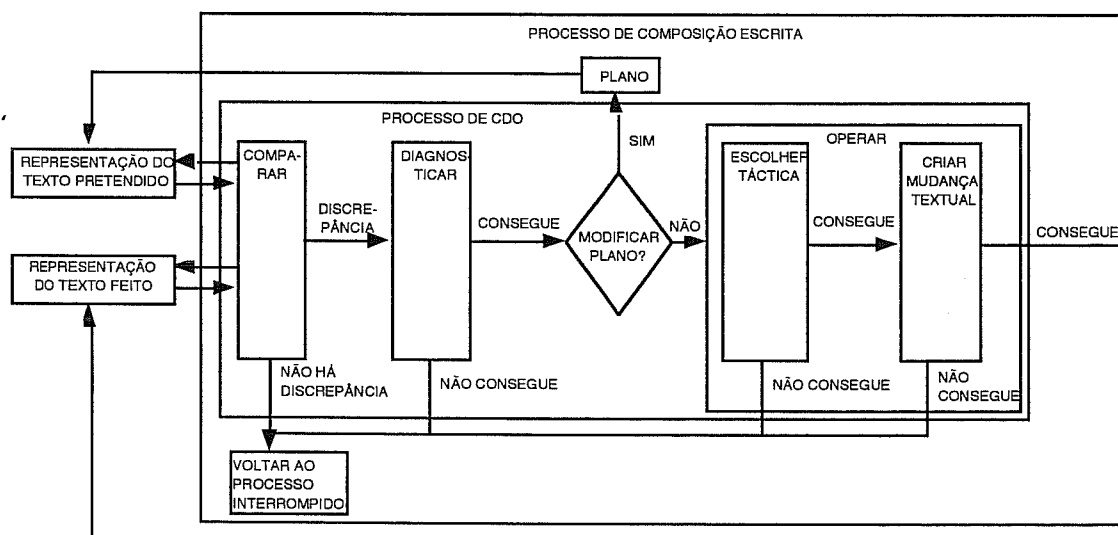 PROCESSO DE COMPOSIÇÃO ESCRITA
PLANO
PROCESSO DE CDO
SIM
OPERAR
REPRESENTAÇÃO DO
TEXTO PRETENDIDO
COMPA-
RAR
DISCRE-
PÂNCIA
DIAGNOS-
TICAR
CONSEGUE
MODIFICAR
PLANO?
NÃO
ESCOLHER
TÁCTICA
CONSEGUE
CRIAR
MUDANÇA
TEXTUAL
CONSEGUE
REPRESENTAÇÃO
DO TEXTO FEITO
NÃO HÁ
DISCREPÂNCIA
NÃO CONSEGUE
NÃO CONSEGUE
NÃO
CONSEGUE
VOLTAR AO
PROCESSO
INTERROMPIDO